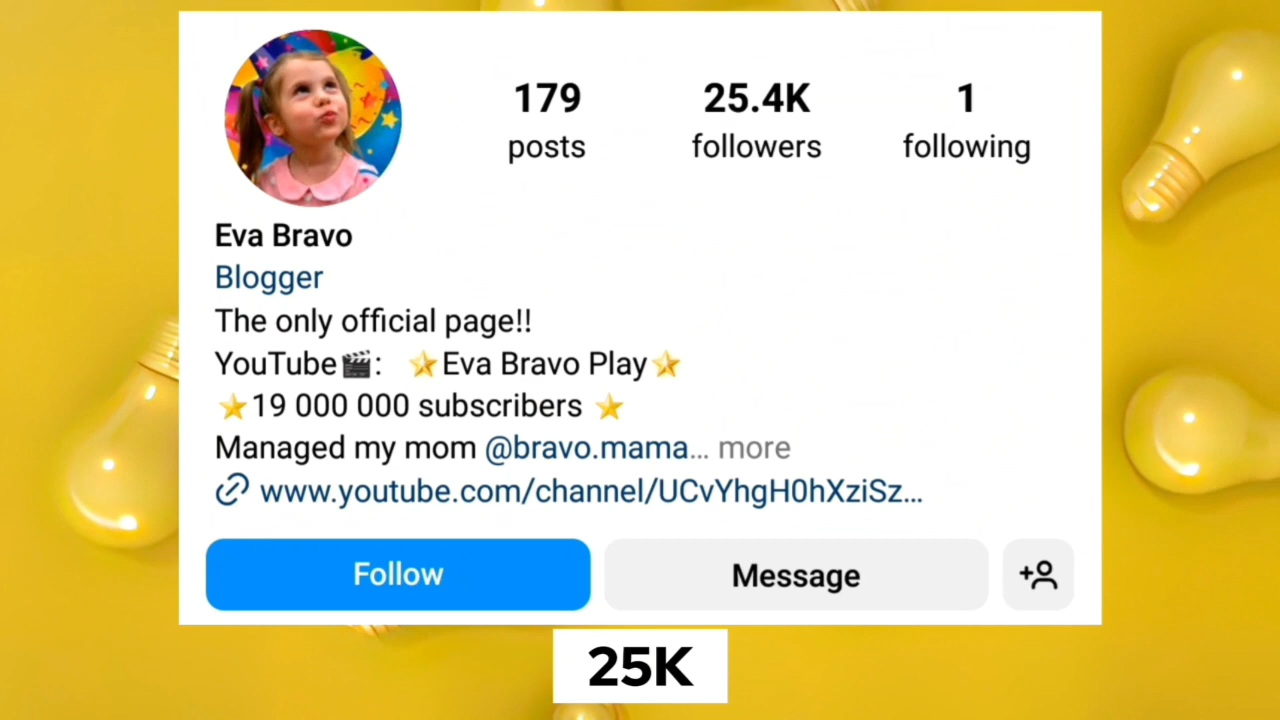 179 25.4K 1
posts followers following
Eva Bravo
Blogger
The only official page!!
YouTube🎬: ⭐Eva Bravo Play⭐
⭐19 000 000 subscribers ⭐
Managed my mom @bravo.mama... more
www.youtube.com/channel/UCvYhgH0hXziSz...
Follow Message
25K